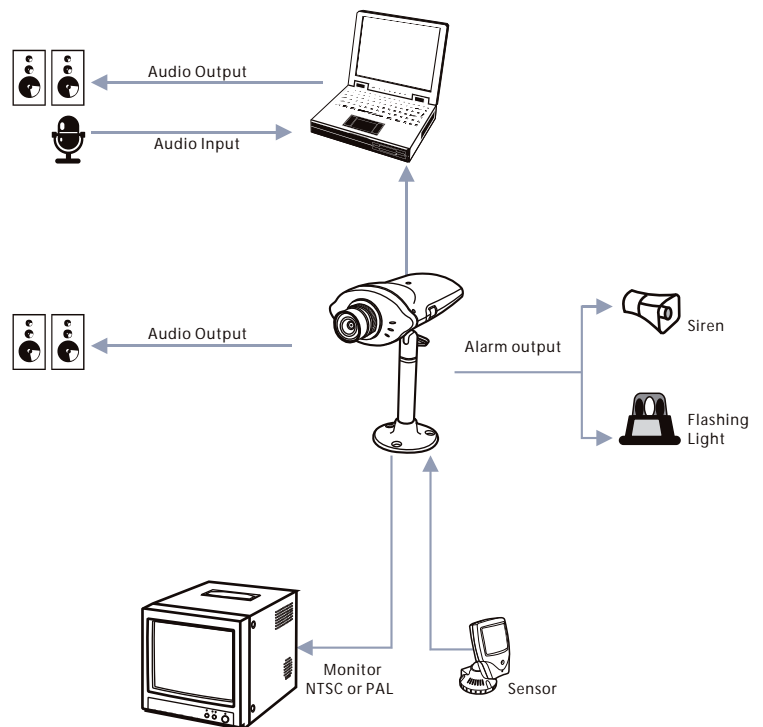 Audio Output
Audio Input
Audio Output
Alarm output
Siren
Flashing
Light
Monitor
NTSC or PAL
Sensor